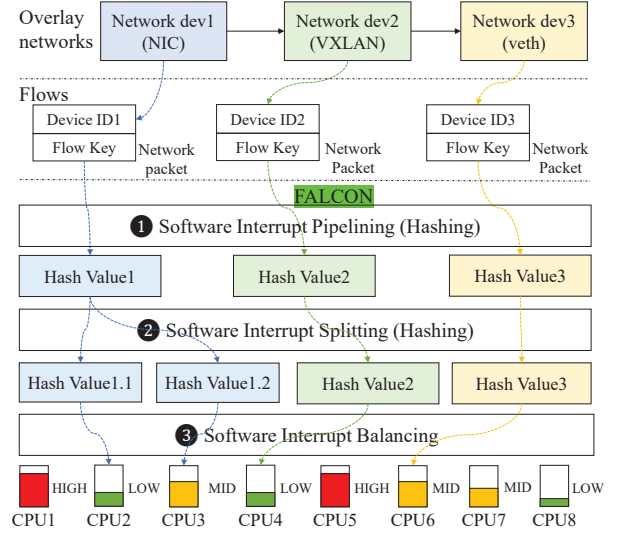 Overlay networks
Network dev1 (NIC)
Network dev2 (VXLAN)
Network dev3 (veth)
Flows
Device ID1
Flow Key
Network packet
Device ID2
Flow Key
Network Packet
Device ID3
Flow Key
Network Packet
FALCON
❶ Software Interrupt Pipelining (Hashing)
Hash Value1
Hash Value2
Hash Value3
❷ Software Interrupt Splitting (Hashing)
Hash Value1.1
Hash Value1.2
Hash Value2
Hash Value3
❸ Software Interrupt Balancing
HIGH
LOW
MID
LOW
HIGH
MID
MID
LOW
CPU1
CPU2
CPU3
CPU4
CPU5
CPU6
CPU7
CPU8